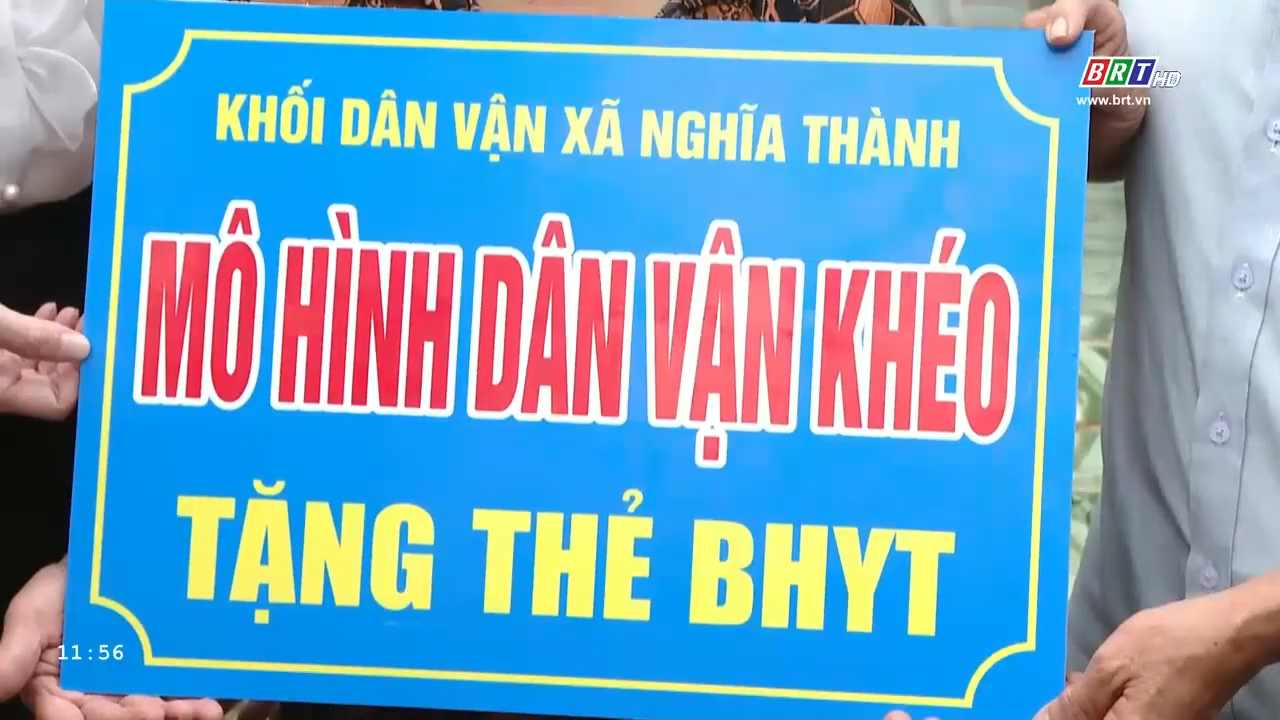 BRT HD
www.brt.vn
KHỐI DÂN VẬN XÃ NGHĨA THÀNH
MÔ HÌNH DÂN VẬN KHÉO
TẶNG THẺ BHYT
11:56